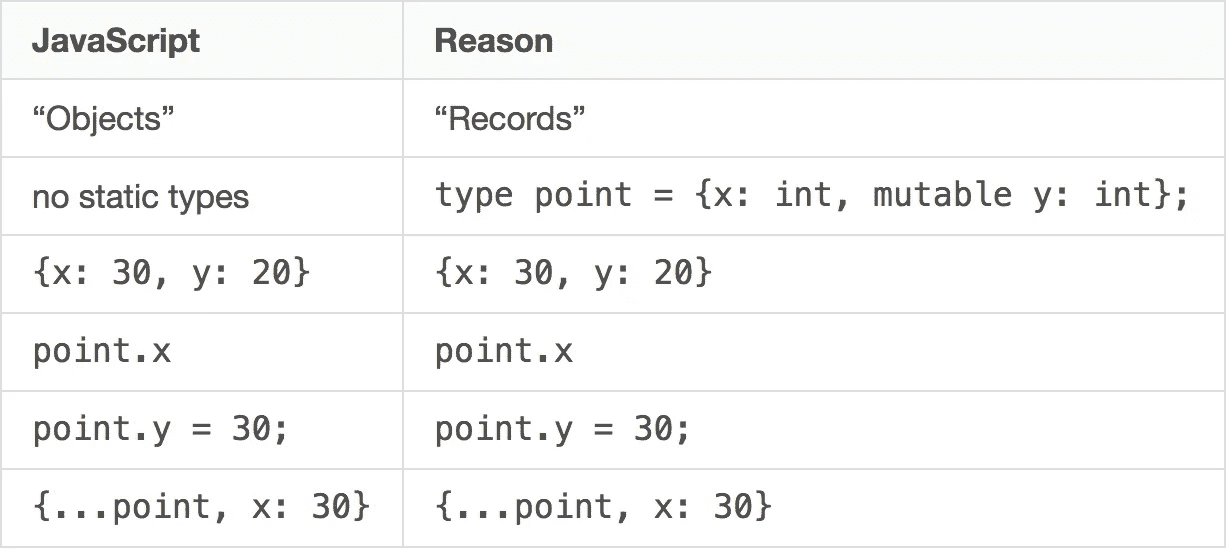 JavaScript Reason
“Objects” “Records”
no static types type point = {x: int, mutable y: int};
{x: 30, y: 20} {x: 30, y: 20}
point.x point.x
point.y = 30; point.y = 30;
{...point, x: 30} {...point, x: 30}